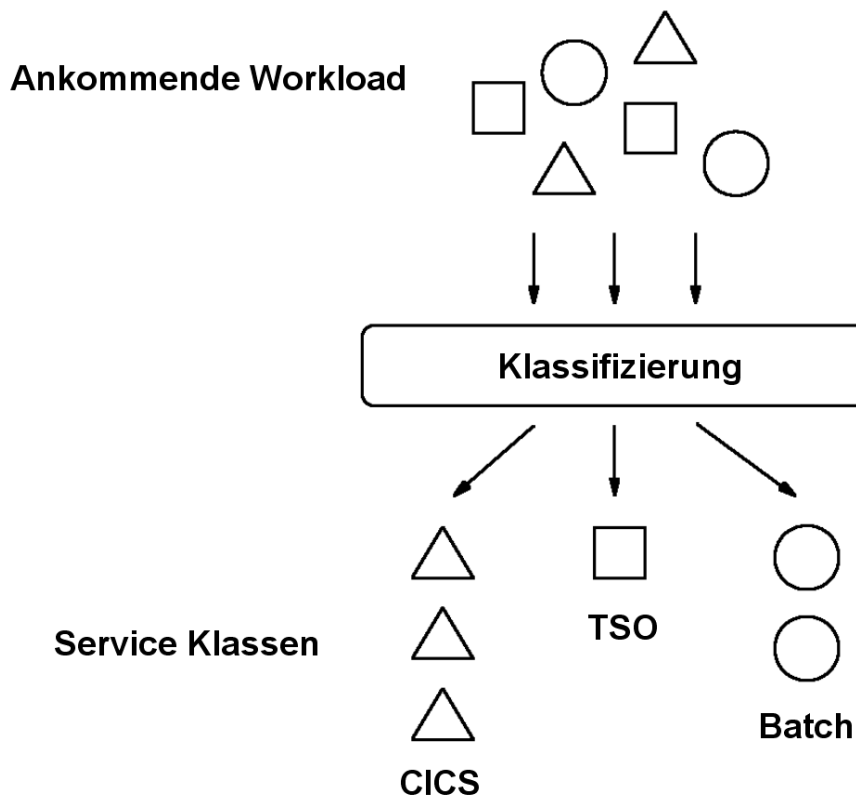 Ankommende Workload
Klassifizierung
TSO
Service Klassen
Batch
CICS